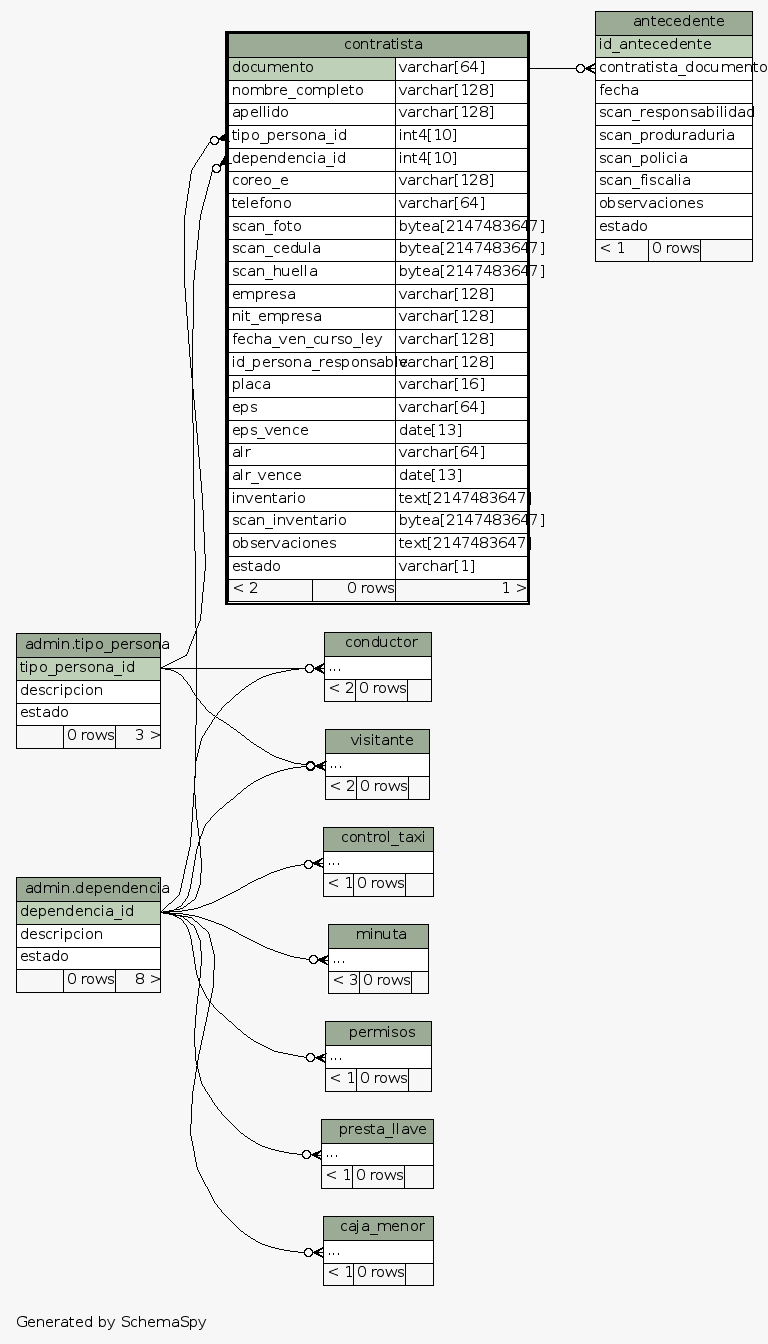 contratista
documento varchar[64]
nombre_completo varchar[128]
apellido varchar[128]
tipo_persona_id int4[10]
dependencia_id int4[10]
coreo_e varchar[128]
telefono varchar[64]
scan_foto bytea[2147483647]
scan_cedula bytea[2147483647]
scan_huella bytea[2147483647]
empresa varchar[128]
nit_empresa varchar[128]
fecha_ven_curso_ley varchar[128]
id_persona_responsable varchar[128]
placa varchar[16]
eps varchar[64]
eps_vence date[13]
alr varchar[64]
alr_vence date[13]
inventario text[2147483647]
scan_inventario bytea[2147483647]
observaciones text[2147483647]
estado varchar[1]
< 2 0 rows 1 >
antecedente
id_antecedente
contratista_documento
fecha
scan_responsabilidad
scan_produraduria
scan_policia
scan_fiscalia
observaciones
estado
< 1 0 rows
admin.tipo_persona
tipo_persona_id
descripcion
estado
0 rows 3 >
conductor
...
< 2 0 rows
visitante
...
< 2 0 rows
control_taxi
...
< 1 0 rows
admin.dependencia
dependencia_id
descripcion
estado
0 rows 8 >
minuta
...
< 3 0 rows
permisos
...
< 1 0 rows
presta_llave
...
< 1 0 rows
caja_menor
...
< 1 0 rows
Generated by SchemaSpy